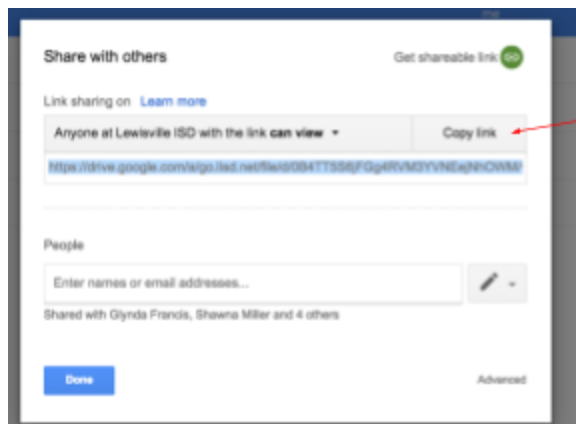 Share with others
Get shareable link
Link sharing on Learn more
Anyone at Lewisville ISD with the link can view
Copy link
People
Enter names or email addresses...
Shared with Glynda Francis, Shawna Miller and 4 others
Done
Advanced